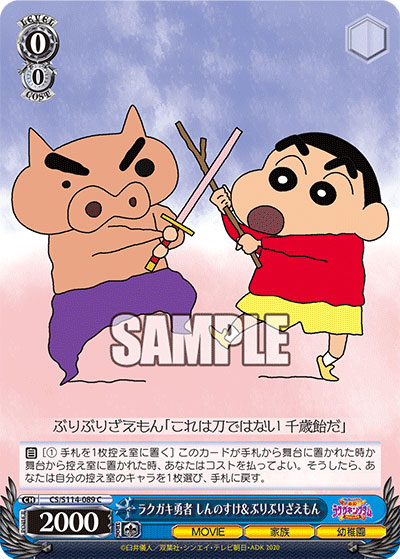 LEVEL
0
0
COST
SAMPLE
ぶりぶりざえもん「これは刀ではない 千歳飴だ」
自 [① 手札を1枚控え室に置く] このカードが手札から舞台に置かれた時か
舞台から控え室に置かれた時、あなたはコストを払ってよい。そうしたら、あ
なたは自分の控え室のキャラを1枚選び、手札に戻す。
CH CS/S114-089 C
ラクガキ勇者 しんのすけ&ぶりぶりざえもん
POWER
2000
MOVIE
家族
幼稚園
©臼井儀人／双葉社・シンエイ・テレビ朝日・ADK 2020